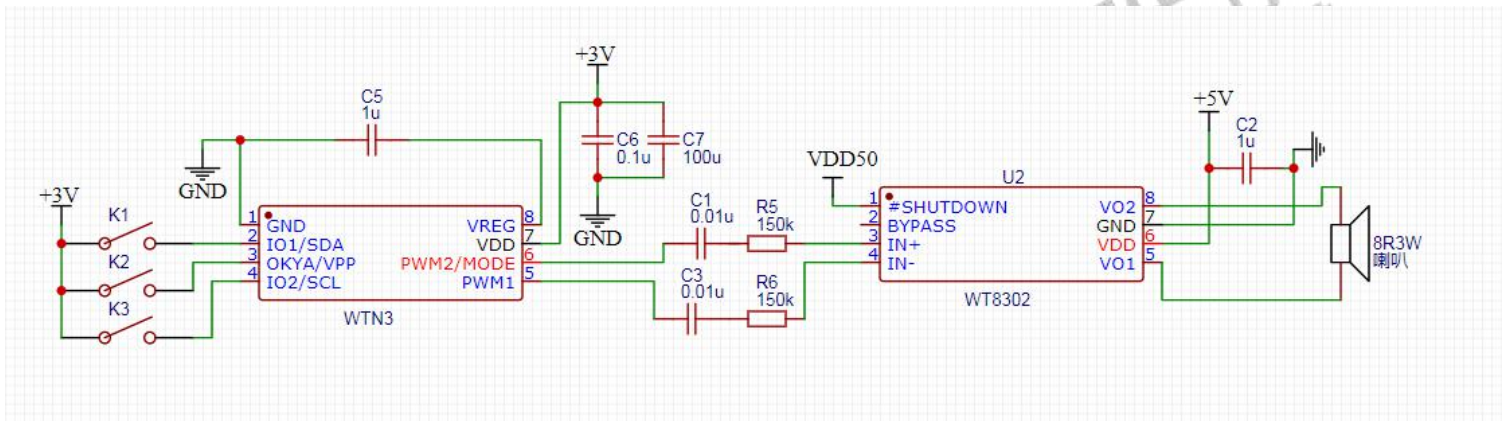 +3V
C5
1u
GND
+3V
C6
0.1u
C7
100u
GND
+3V
K1
K2
K3
1
GND
2
IO1/SDA
3
OKYA/VPP
4
IO2/SCL
VREG
8
VDD
7
PWM2/MODE
6
PWM1
5
WTN3
C1
0.01u
R5
150k
C3
0.01u
R6
150k
VDD50
U2
1
#SHUTDOWN
2
BYPASS
3
IN+
4
IN-
VO2
8
GND
7
VDD
6
VO1
5
WT8302
+5V
C2
1u
8R3W
喇叭